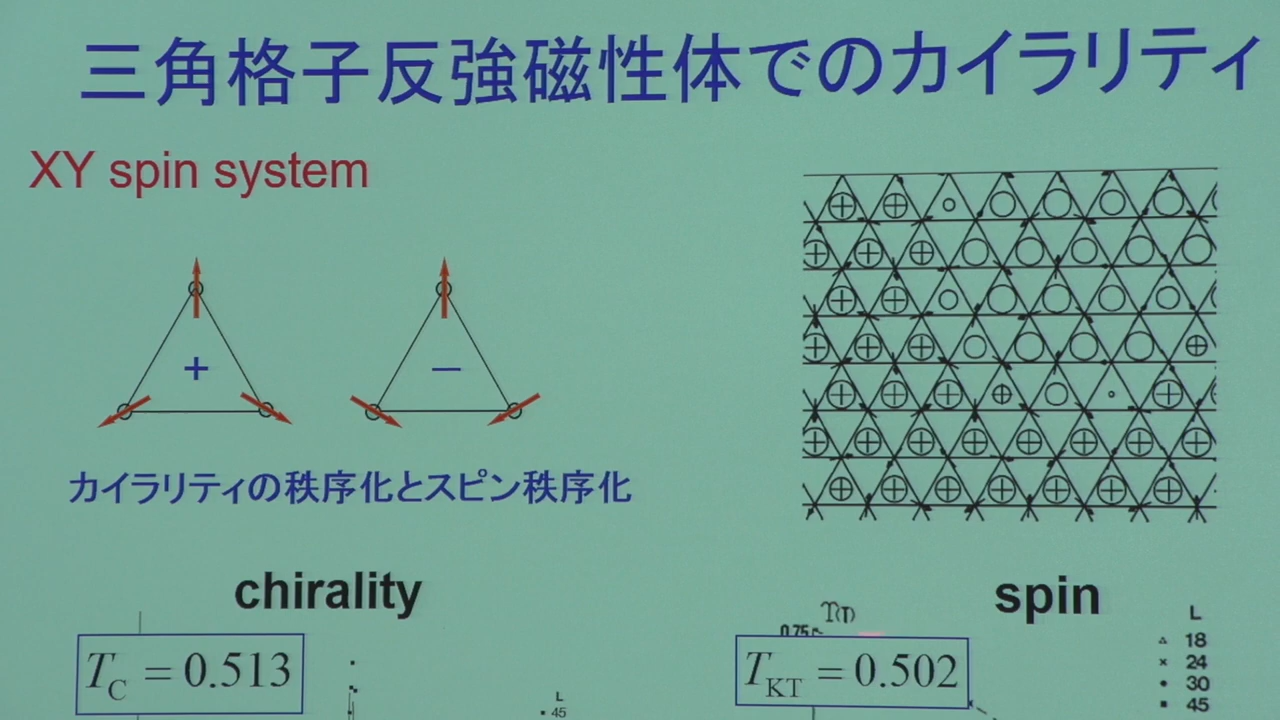 三角格子反強磁性体でのカイラリティ
XY spin system
+
−
カイラリティの秩序化とスピン秩序化
chirality
spin
T_C = 0.513
L
45
0.75
T_KT = 0.502
L
18
24
30
45